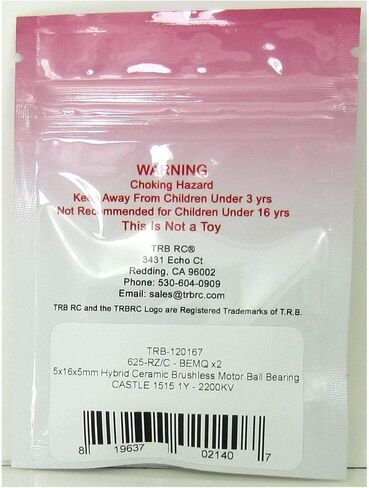 WARNING
Choking Hazard
Keep Away From Children Under 3 yrs
Not Recommended for Children Under 16 yrs
This Is Not a Toy
TRB RC®
3431 Echo Ct
Redding, CA 96002
Phone: 530-604-0909
Email: sales@trbrc.com
TRB RC and the TRBRC Logo are Registered Trademarks of T.R.B.
TRB-120167
625-RZ/C - BEMQ x2
5x16x5mm Hybrid Ceramic Brushless Motor Ball Bearing
CASTLE 1515 1Y - 2200KV
8 19637 02140 7